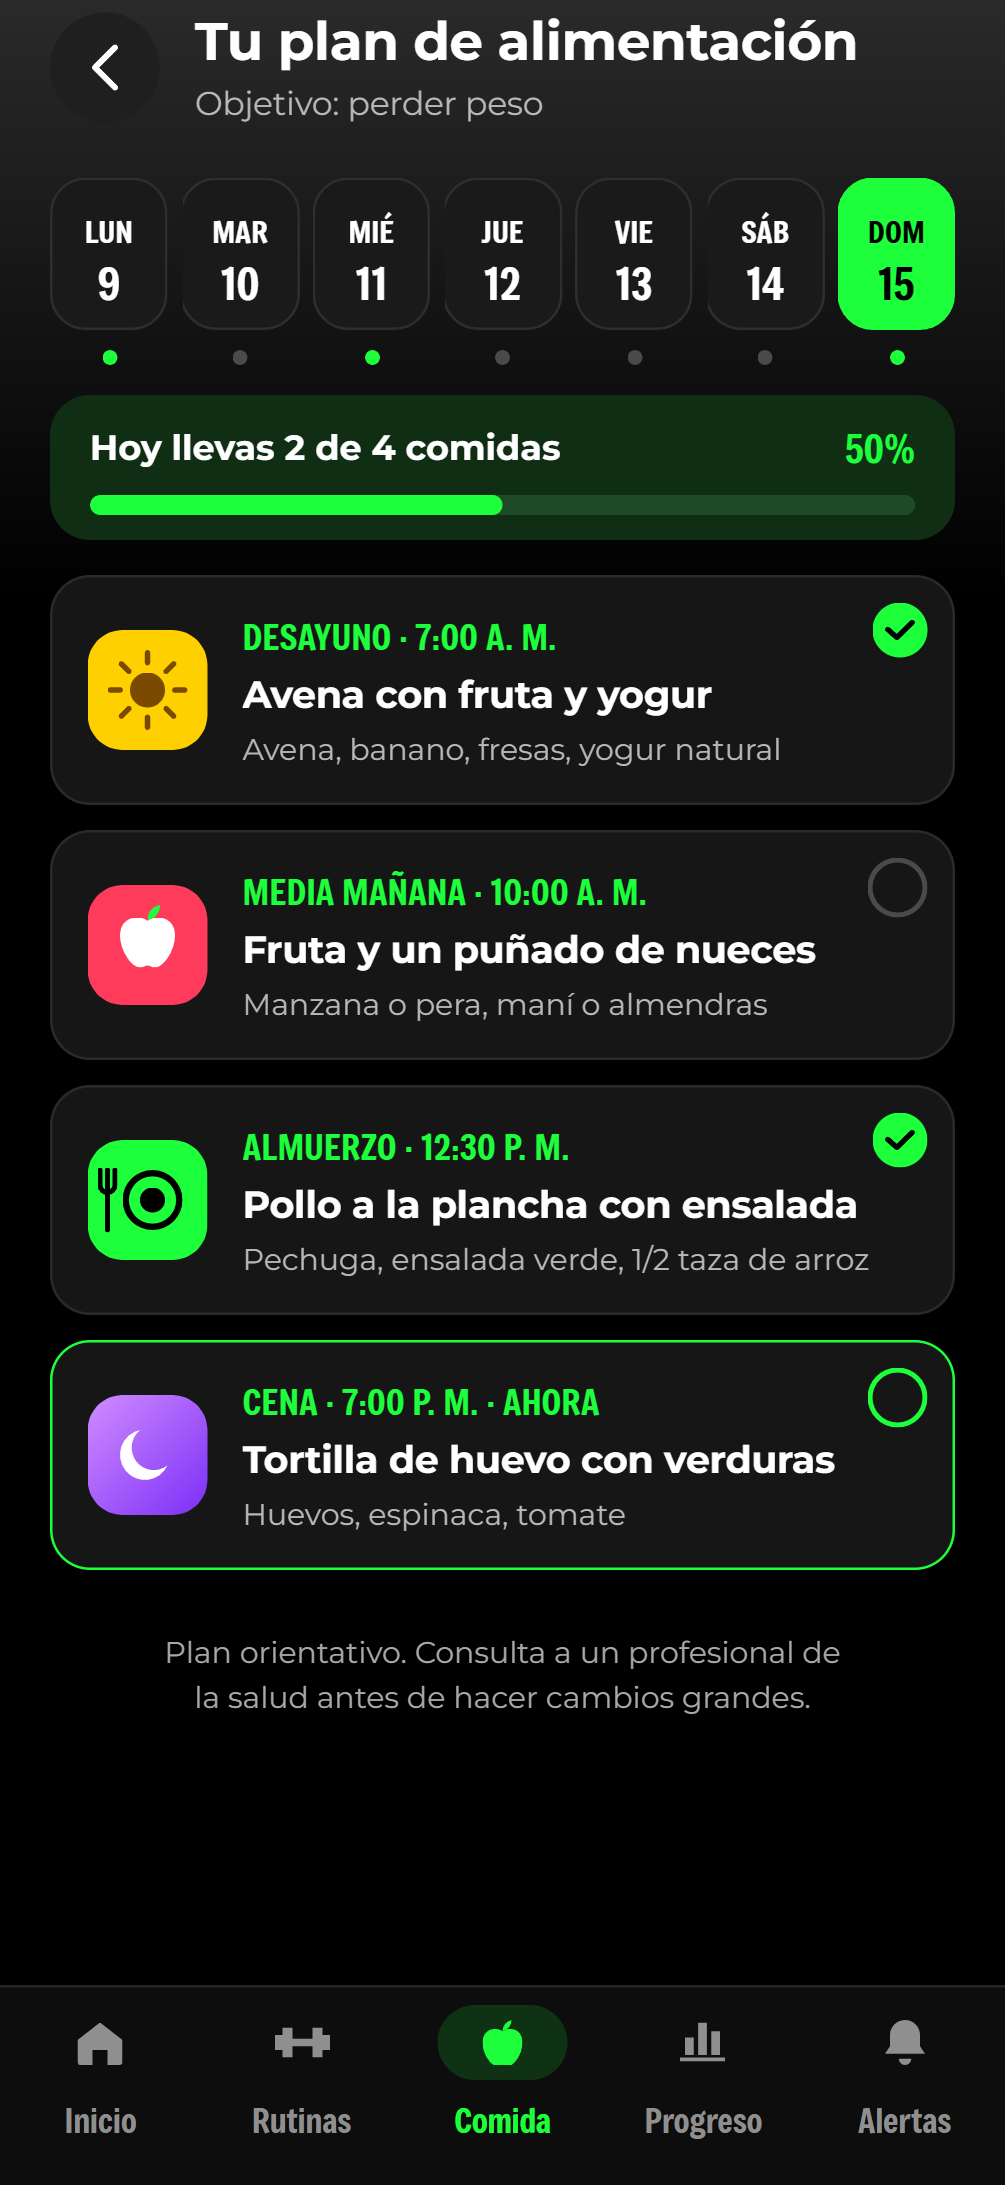 Tu plan de alimentación
Objetivo: perder peso
LUN MAR MIÉ JUE VIE SÁB DOM
9 10 11 12 13 14 15
Hoy llevas 2 de 4 comidas 50%
DESAYUNO · 7:00 A. M.
Avena con fruta y yogur
Avena, banano, fresas, yogur natural
MEDIA MAÑANA · 10:00 A. M.
Fruta y un puñado de nueces
Manzana o pera, maní o almendras
ALMUERZO · 12:30 P. M.
Pollo a la plancha con ensalada
Pechuga, ensalada verde, 1/2 taza de arroz
CENA · 7:00 P. M. · AHORA
Tortilla de huevo con verduras
Huevos, espinaca, tomate
Plan orientativo. Consulta a un profesional de
la salud antes de hacer cambios grandes.
Inicio Rutinas Comida Progreso Alertas